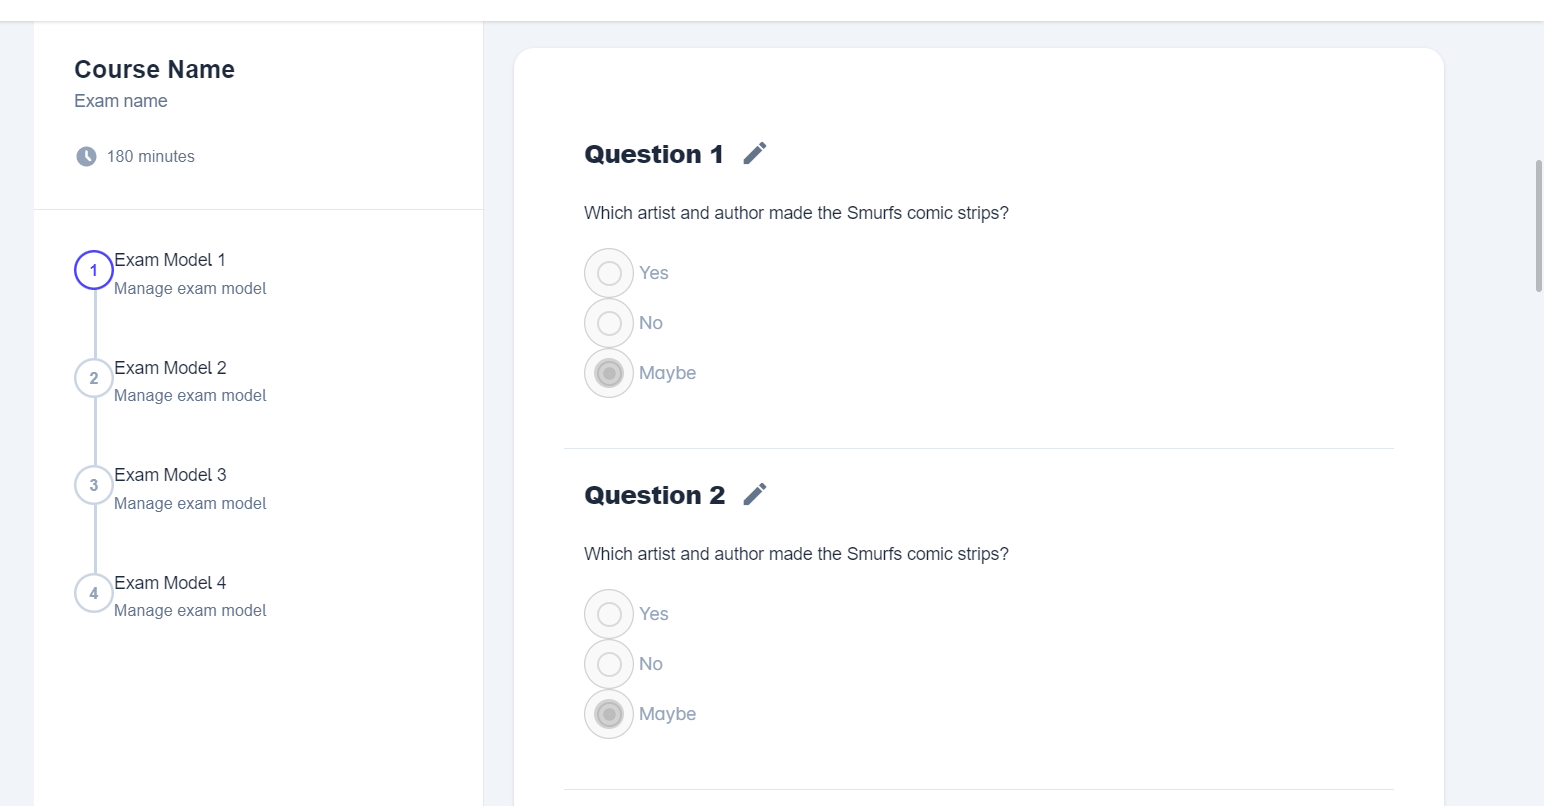 Course Name
Exam name
180 minutes
1
Exam Model 1
Manage exam model
2
Exam Model 2
Manage exam model
3
Exam Model 3
Manage exam model
4
Exam Model 4
Manage exam model
Question 1
Which artist and author made the Smurfs comic strips?
Yes
No
Maybe
Question 2
Which artist and author made the Smurfs comic strips?
Yes
No
Maybe